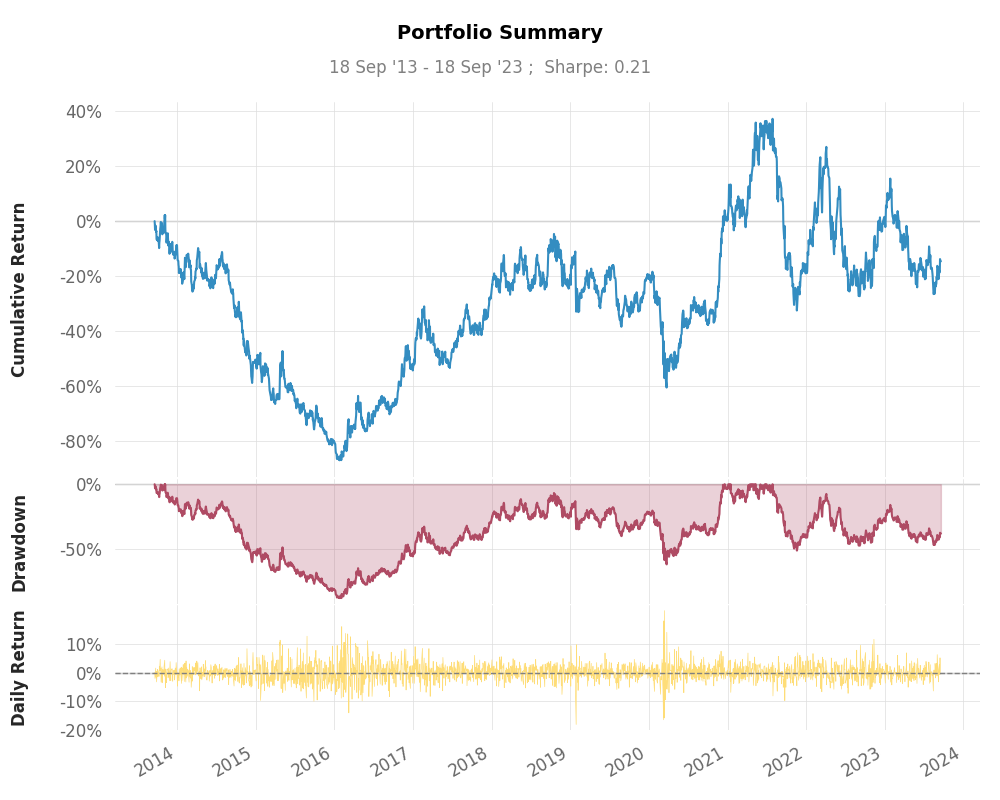 Portfolio Summary
18 Sep '13 - 18 Sep '23 ;  Sharpe: 0.21
Cumulative Return
40%
20%
0%
-20%
-40%
-60%
-80%
Drawdown
0%
-50%
Daily Return
10%
0%
-10%
-20%
2014 2015 2016 2017 2018 2019 2020 2021 2022 2023 2024